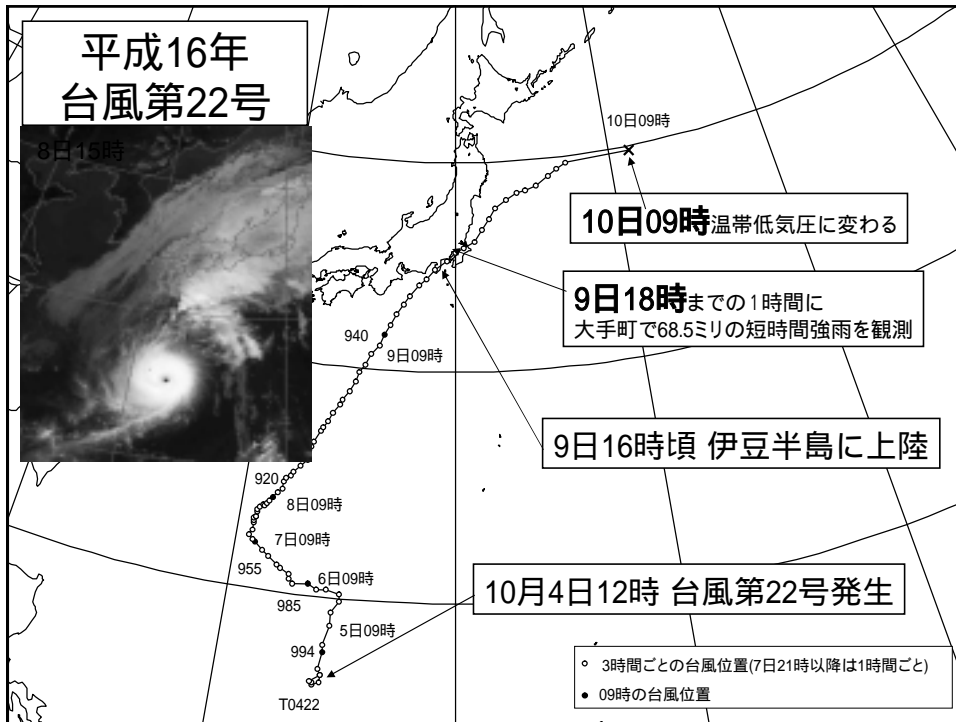 平成16年
台風第22号
8日15時
10日09時
10日09時温帯低気圧に変わる
9日18時までの1時間に
大手町で68.5ミリの短時間強雨を観測
940
9日09時
9日16時頃 伊豆半島に上陸
920
8日09時
7日09時
955
6日09時
985
10月4日12時 台風第22号発生
5日09時
994
T0422
3時間ごとの台風位置(7日21時以降は1時間ごと)
09時の台風位置